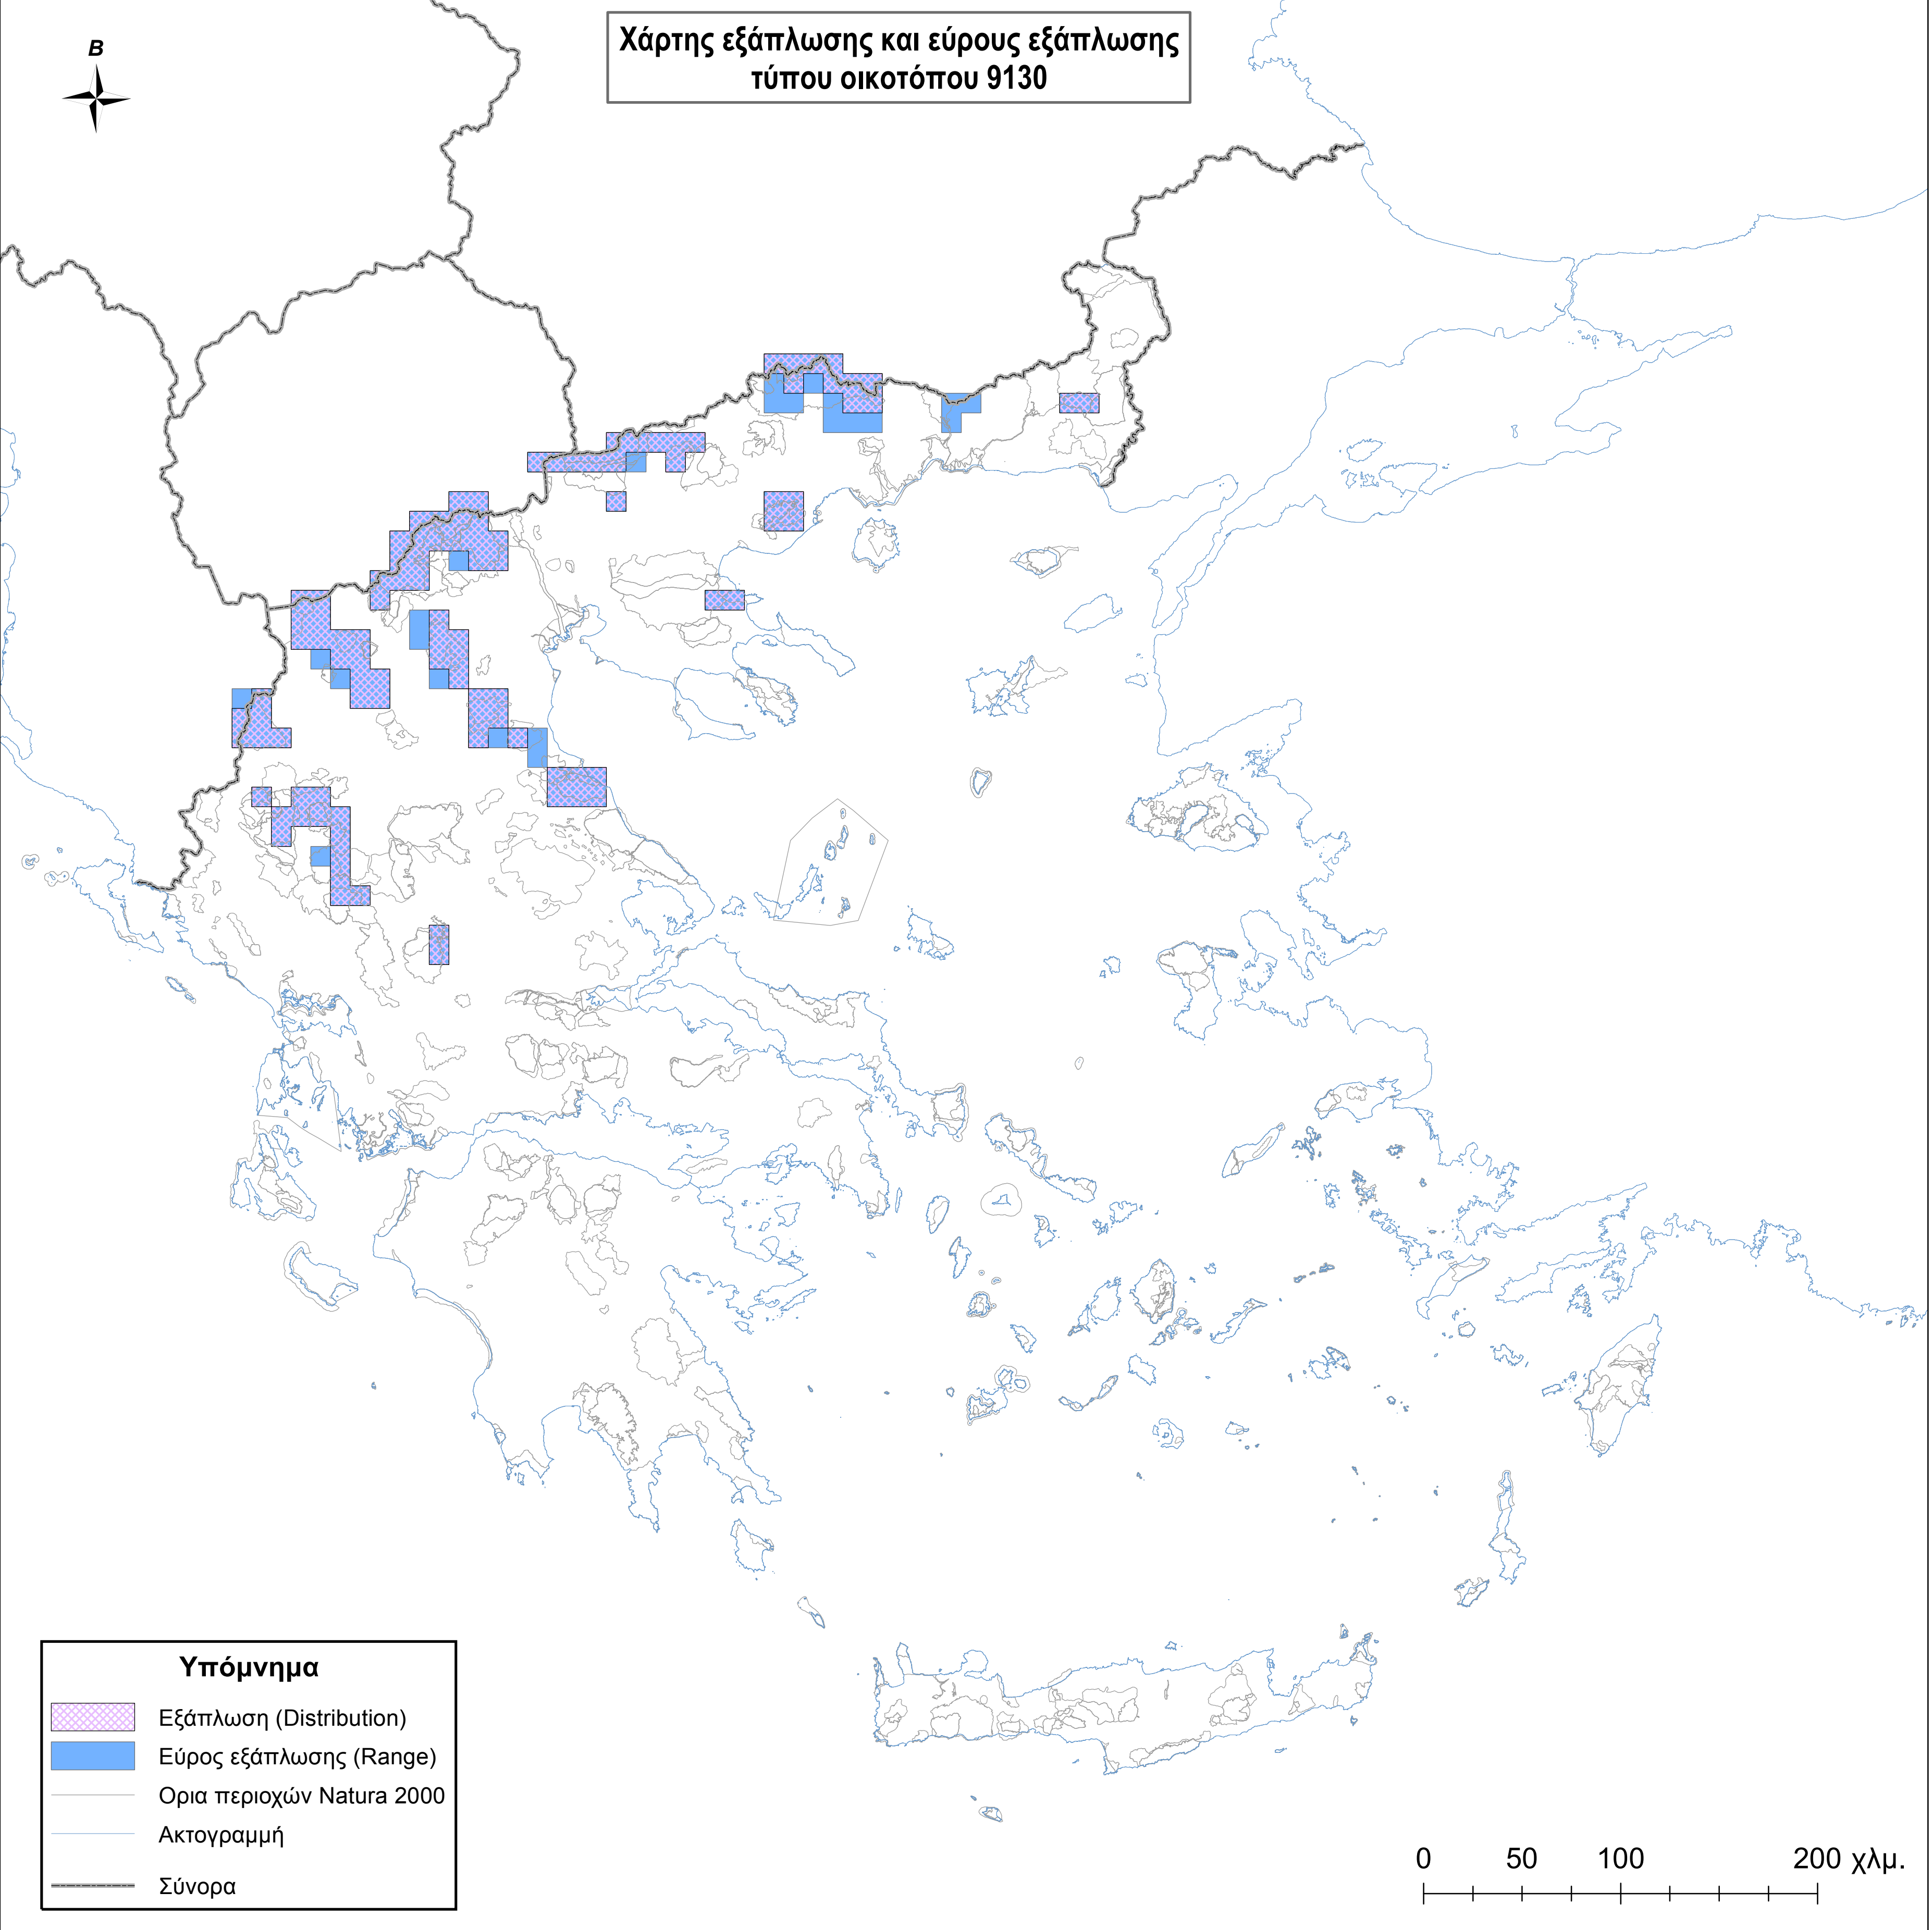 Β
Χάρτης εξάπλωσης και εύρους εξάπλωσης
τύπου οικοτόπου 9130
Υπόμνημα
Εξάπλωση (Distribution)
Εύρος εξάπλωσης (Range)
Ορια περιοχών Natura 2000
Ακτογραμμή
Σύνορα
0 50 100 200 χλμ.